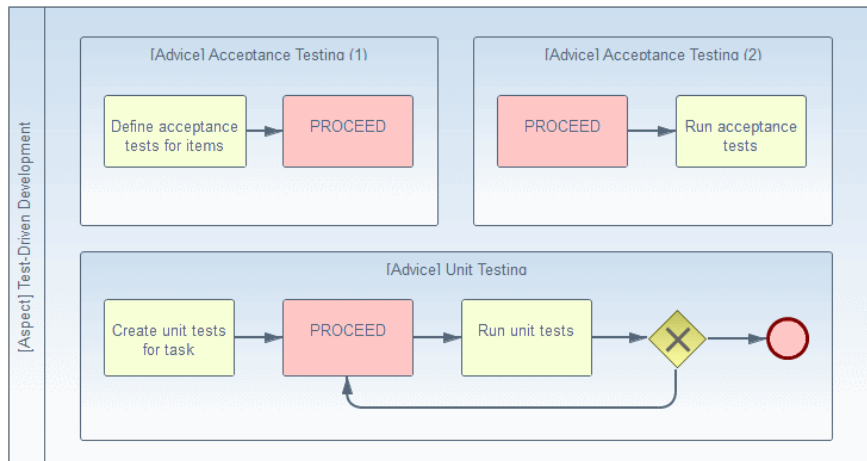 [Aspect] Test-Driven Development
[Advice] Acceptance Testing (1)
Define acceptance
tests for items
PROCEED
[Advice] Acceptance Testing (2)
PROCEED
Run acceptance
tests
[Advice] Unit Testing
Create unit tests
for task
PROCEED
Run unit tests